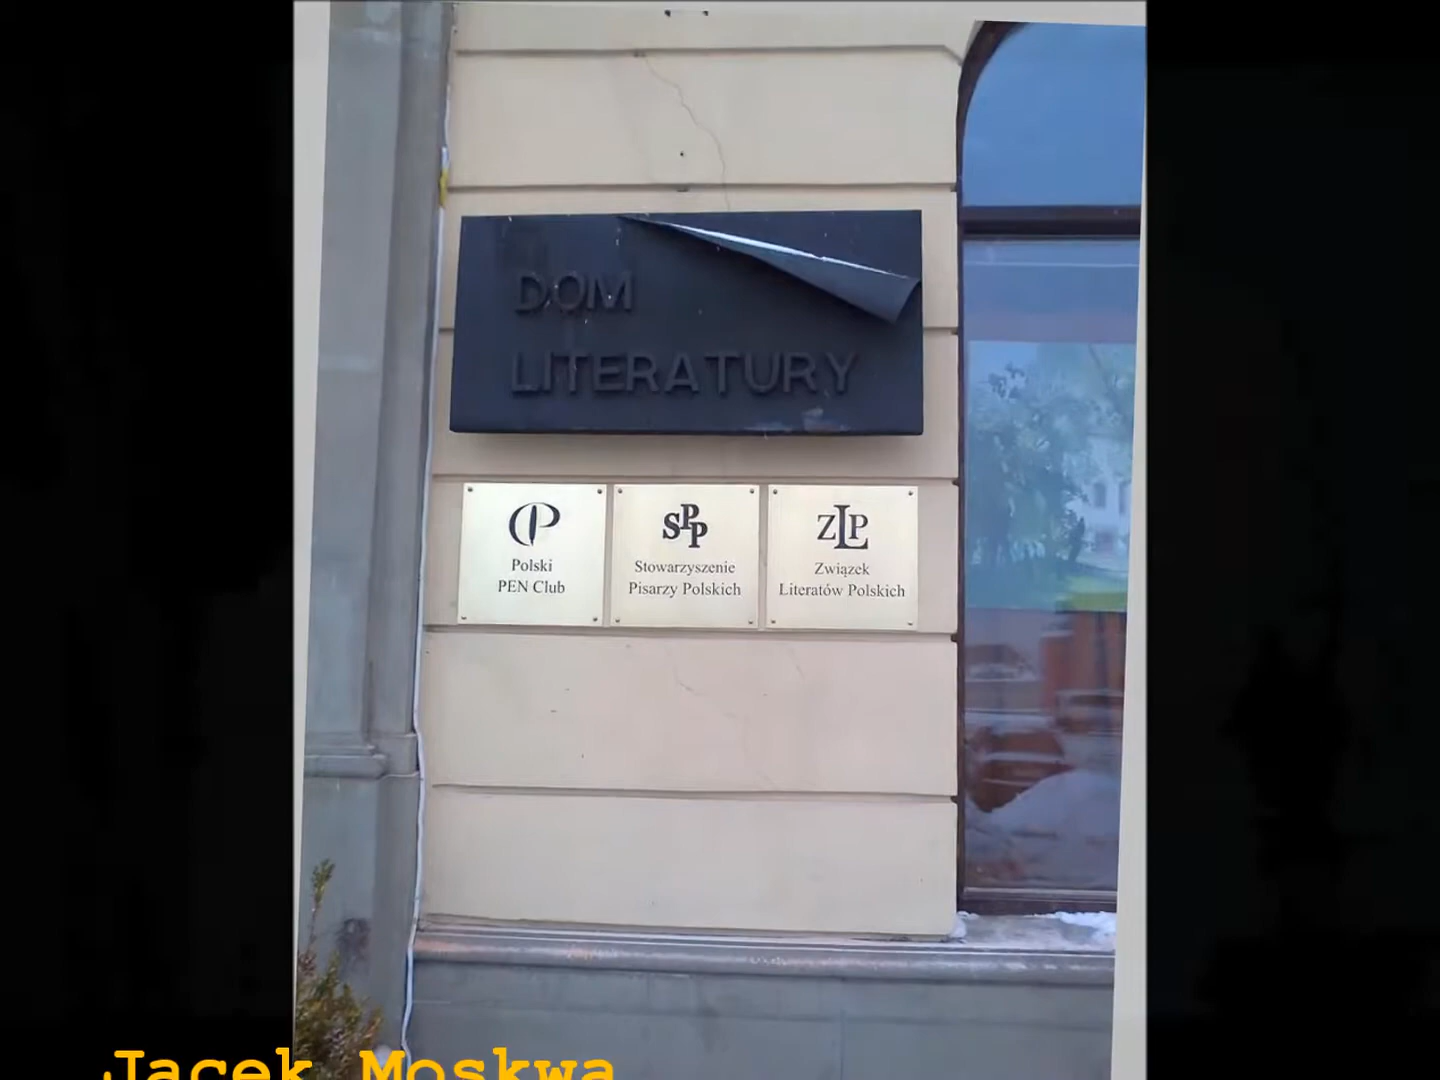 DOM
LITERATURY
P
Polski
PEN Club
SPP
Stowarzyszenie
Pisarzy Polskich
ZLP
Związek
Literatów Polskich
Jacek Moskwa